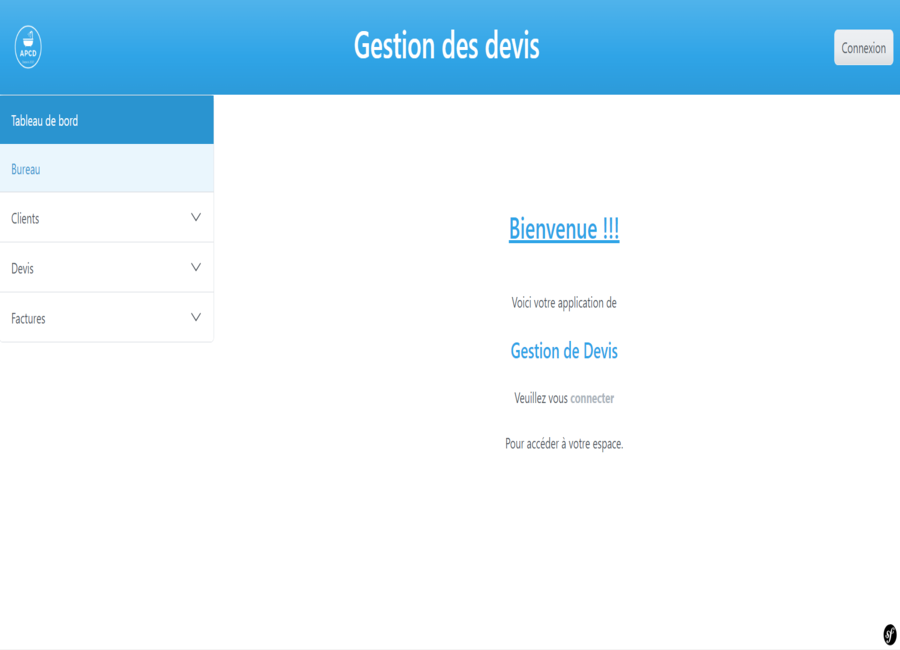 APCD
Gestion des devis
Connexion
Tableau de bord
Bureau
Clients
Devis
Factures
Bienvenue !!!
Voici votre application de
Gestion de Devis
Veuillez vous connecter
Pour accéder à votre espace.
sf